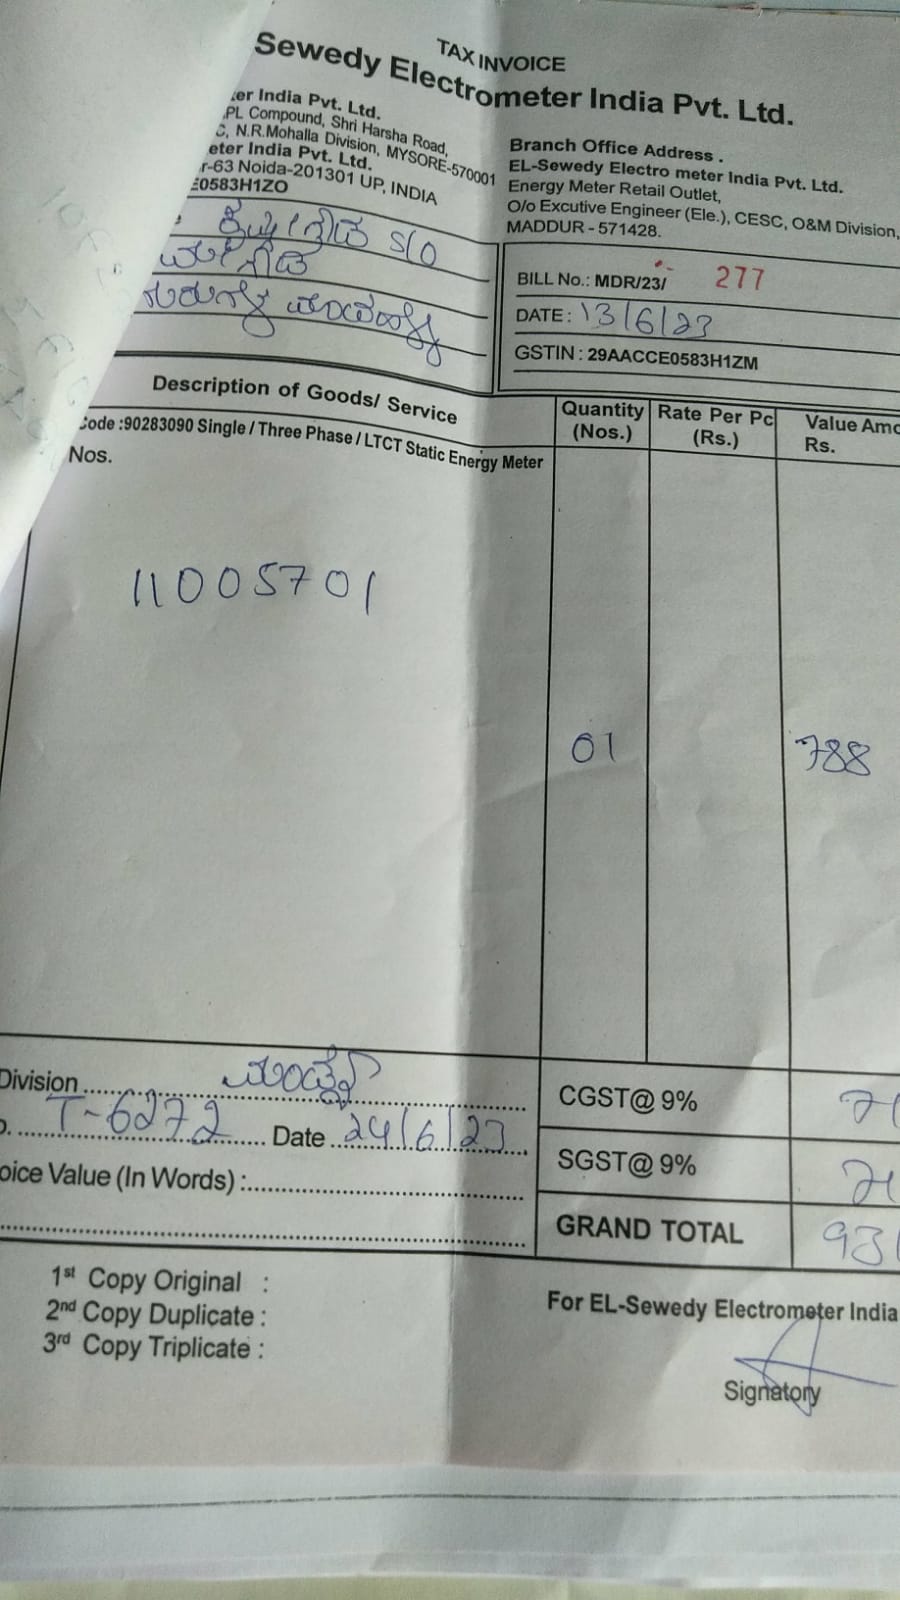 TAX INVOICE
Sewedy Electrometer India Pvt. Ltd.
er India Pvt. Ltd.
PL Compound, Shri Harsha Road,
C, N.R.Mohalla Division, MYSORE-570001
eter India Pvt. Ltd.
r-63 Noida-201301 UP, INDIA
E0583H1ZO
Branch Office Address .
EL-Sewedy Electro meter India Pvt. Ltd.
Energy Meter Retail Outlet,
O/o Excutive Engineer (Ele.), CESC, O&M Division,
MADDUR - 571428.
S/O
BILL No.: MDR/23/ 277
DATE : 13/6/23
GSTIN : 29AACCE0583H1ZM
Description of Goods/ Service
Quantity (Nos.)
Rate Per Pc (Rs.)
Value Amo
Rs.
Code :90283090 Single / Three Phase / LTCT Static Energy Meter
Nos.
11005701
01
788
Division ಮಂಡ್ಯ
T-6272 Date 24/6/23
oice Value (In Words) :
CGST@ 9% 71
SGST@ 9% 71
GRAND TOTAL 93
1st Copy Original :
2nd Copy Duplicate :
3rd Copy Triplicate :
For EL-Sewedy Electrometer India
Signatory